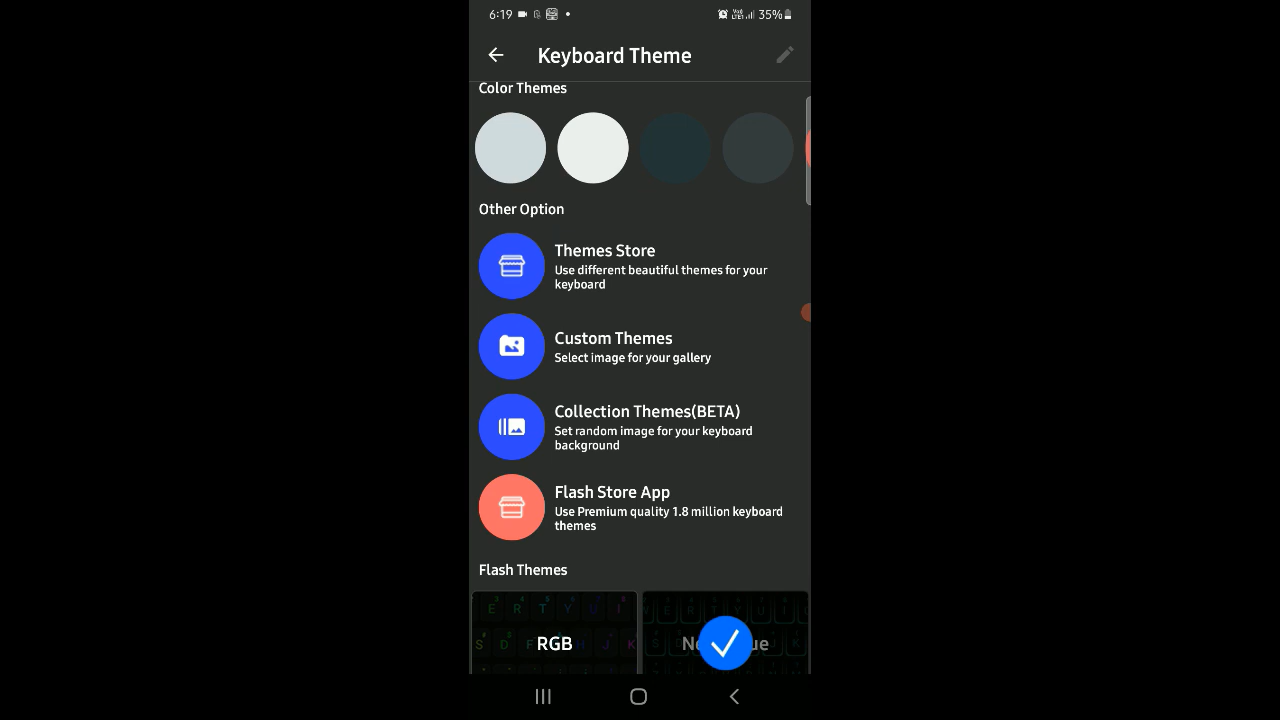 6:19
35%
Keyboard Theme
Color Themes
Other Option
Themes Store
Use different beautiful themes for your
keyboard
Custom Themes
Select image for your gallery
Collection Themes(BETA)
Set random image for your keyboard
background
Flash Store App
Use Premium quality 1.8 million keyboard
themes
Flash Themes
E R T Y U I
S D F H J K
RGB